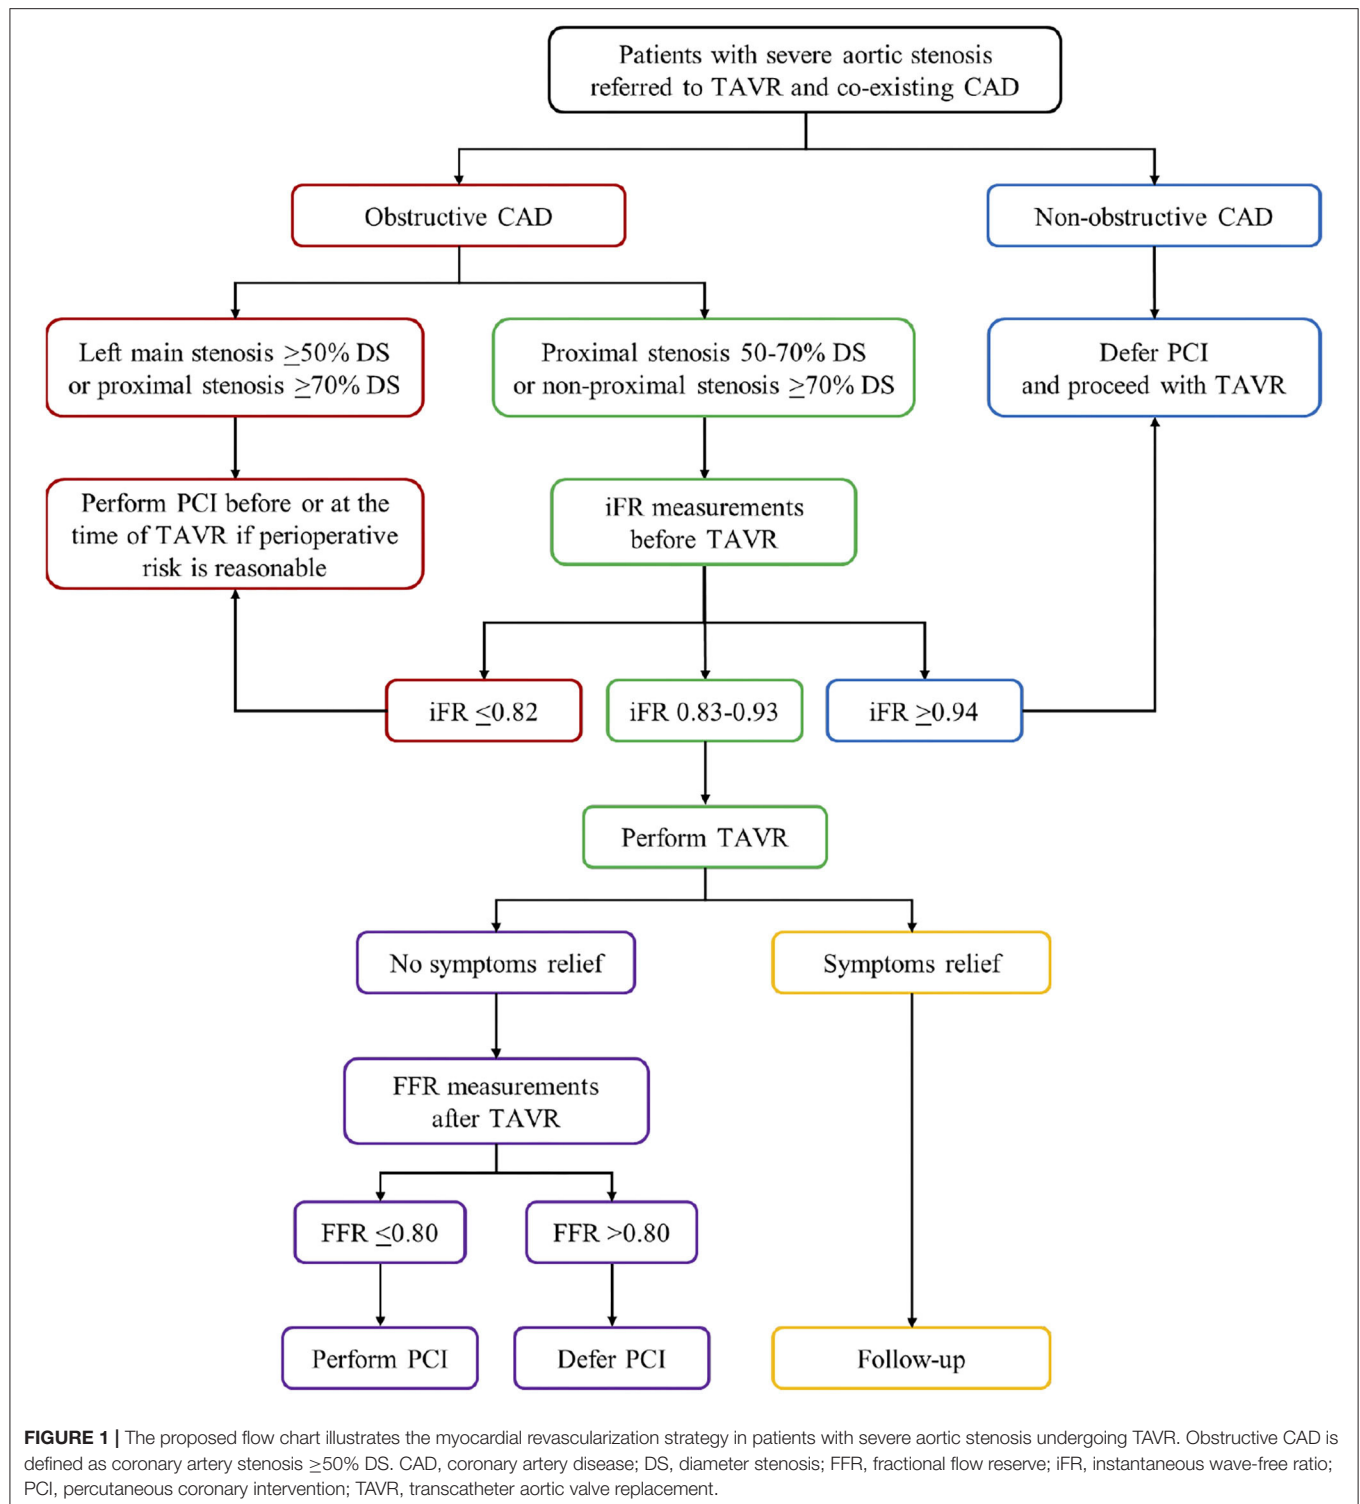 Patients with severe aortic stenosis
referred to TAVR and co-existing CAD
Obstructive CAD
Non-obstructive CAD
Left main stenosis ≥50% DS
or proximal stenosis ≥70% DS
Proximal stenosis 50-70% DS
or non-proximal stenosis ≥70% DS
Defer PCI
and proceed with TAVR
Perform PCI before or at the
time of TAVR if perioperative
risk is reasonable
iFR measurements
before TAVR
iFR ≤0.82
iFR 0.83-0.93
iFR ≥0.94
Perform TAVR
No symptoms relief
Symptoms relief
FFR measurements
after TAVR
FFR ≤0.80
FFR >0.80
Perform PCI
Defer PCI
Follow-up
FIGURE 1 | The proposed flow chart illustrates the myocardial revascularization strategy in patients with severe aortic stenosis undergoing TAVR. Obstructive CAD is
defined as coronary artery stenosis ≥50% DS. CAD, coronary artery disease; DS, diameter stenosis; FFR, fractional flow reserve; iFR, instantaneous wave-free ratio;
PCI, percutaneous coronary intervention; TAVR, transcatheter aortic valve replacement.